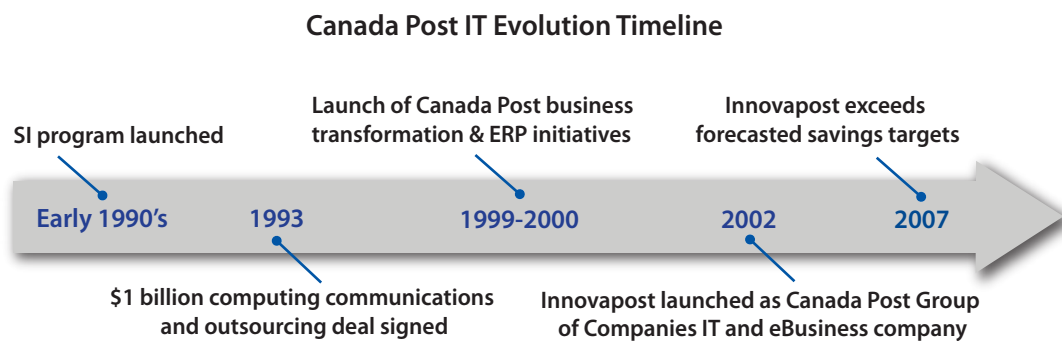 Canada Post IT Evolution Timeline
SI program launched
Launch of Canada Post business
transformation & ERP initiatives
Innovapost exceeds
forecasted savings targets
Early 1990's
1993
1999-2000
2002
2007
$1 billion computing communications
and outsourcing deal signed
Innovapost launched as Canada Post Group
of Companies IT and eBusiness company